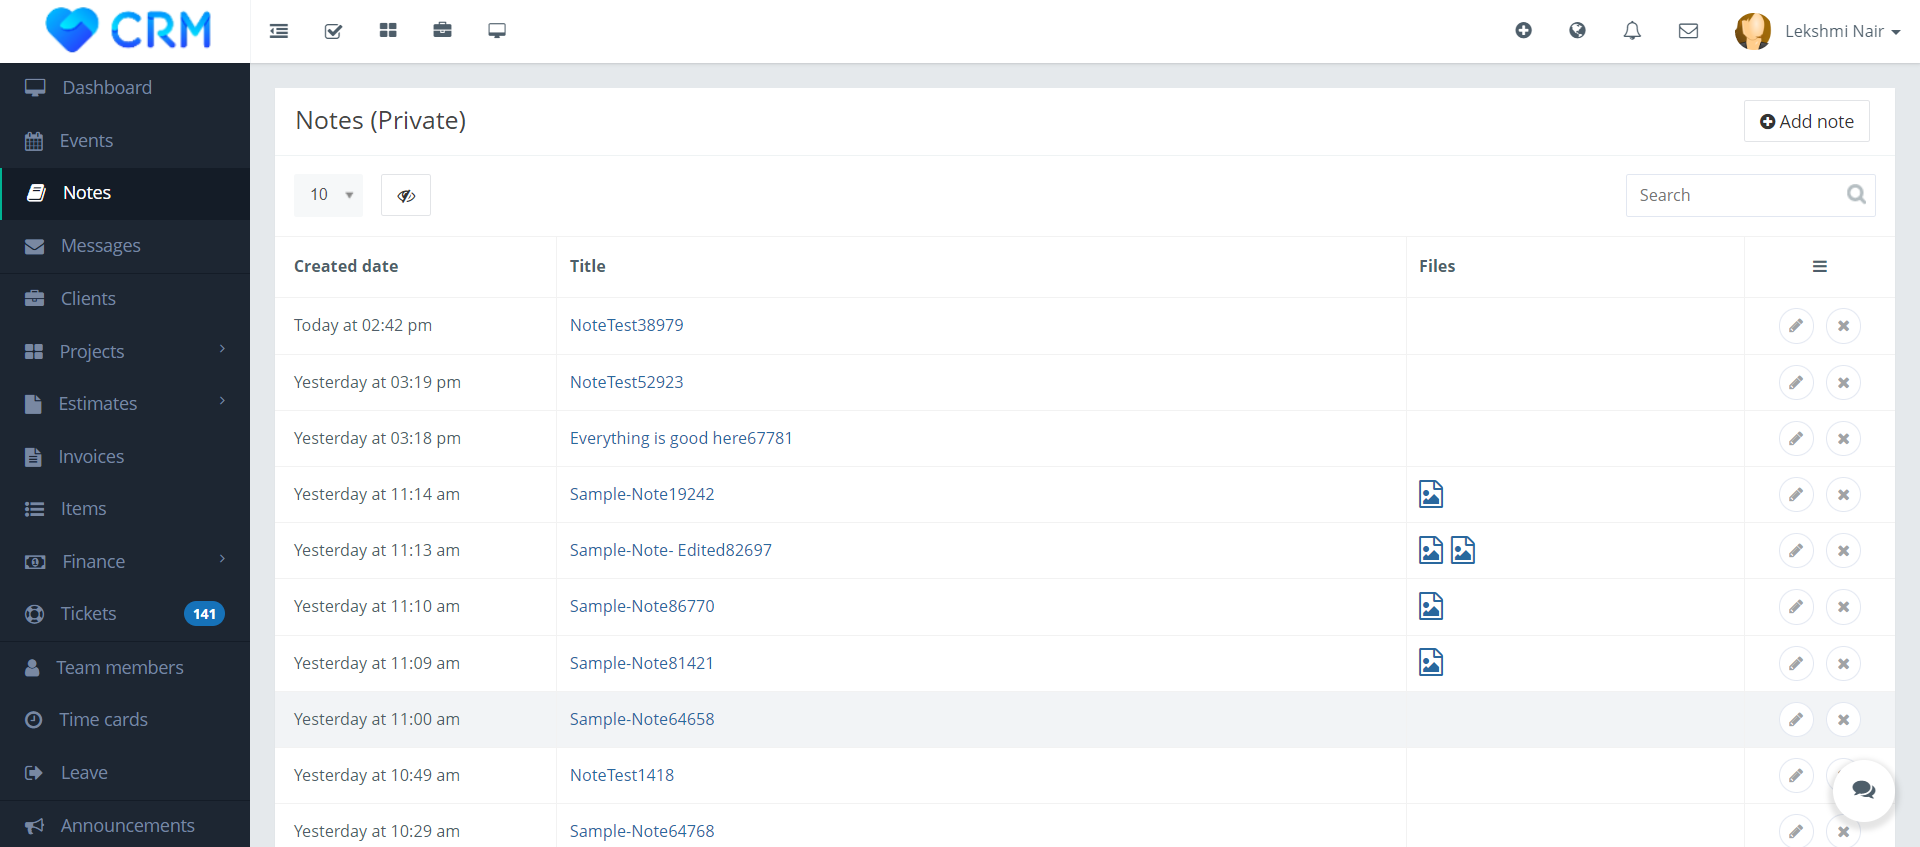 CRM
Lekshmi Nair
Dashboard
Events
Notes
Messages
Clients
Projects
Estimates
Invoices
Items
Finance
Tickets 141
Team members
Time cards
Leave
Announcements
Notes (Private)
Add note
10
Search
Created date Title Files
Today at 02:42 pm NoteTest38979
Yesterday at 03:19 pm NoteTest52923
Yesterday at 03:18 pm Everything is good here67781
Yesterday at 11:14 am Sample-Note19242
Yesterday at 11:13 am Sample-Note- Edited82697
Yesterday at 11:10 am Sample-Note86770
Yesterday at 11:09 am Sample-Note81421
Yesterday at 11:00 am Sample-Note64658
Yesterday at 10:49 am NoteTest1418
Yesterday at 10:29 am Sample-Note64768